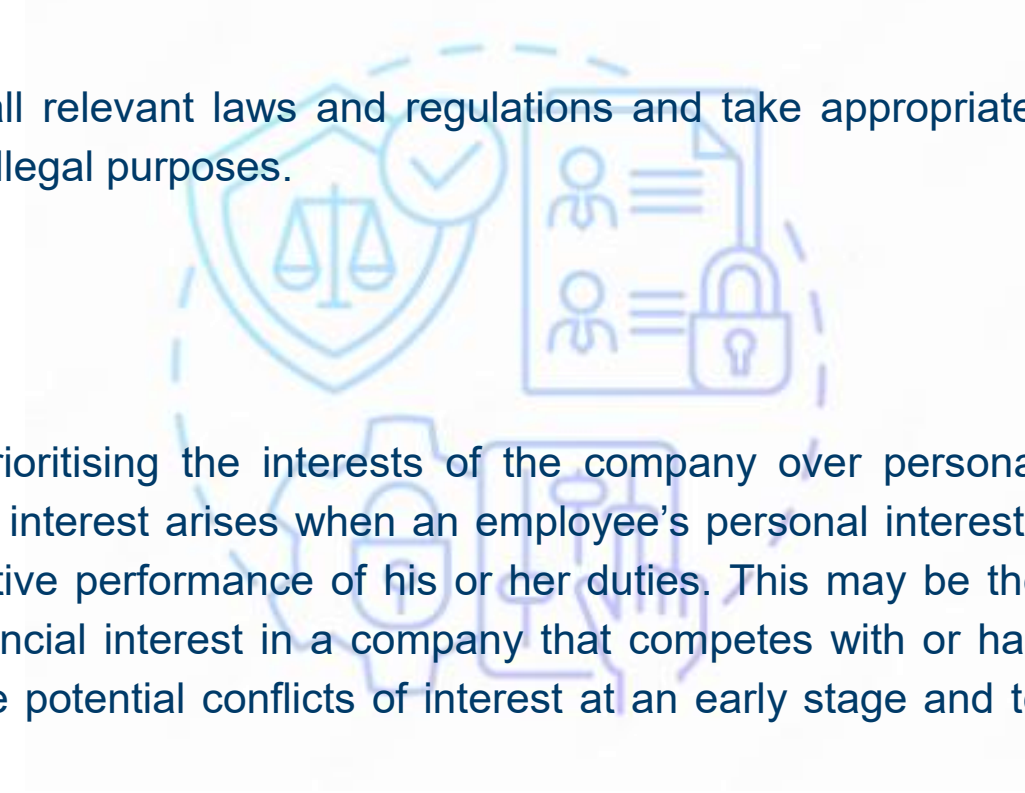 all relevant laws and regulations and take appropriate
llegal purposes.
rioritising the interests of the company over persona
interest arises when an employee’s personal interest
tive performance of his or her duties. This may be the
ncial interest in a company that competes with or ha
e potential conflicts of interest at an early stage and to